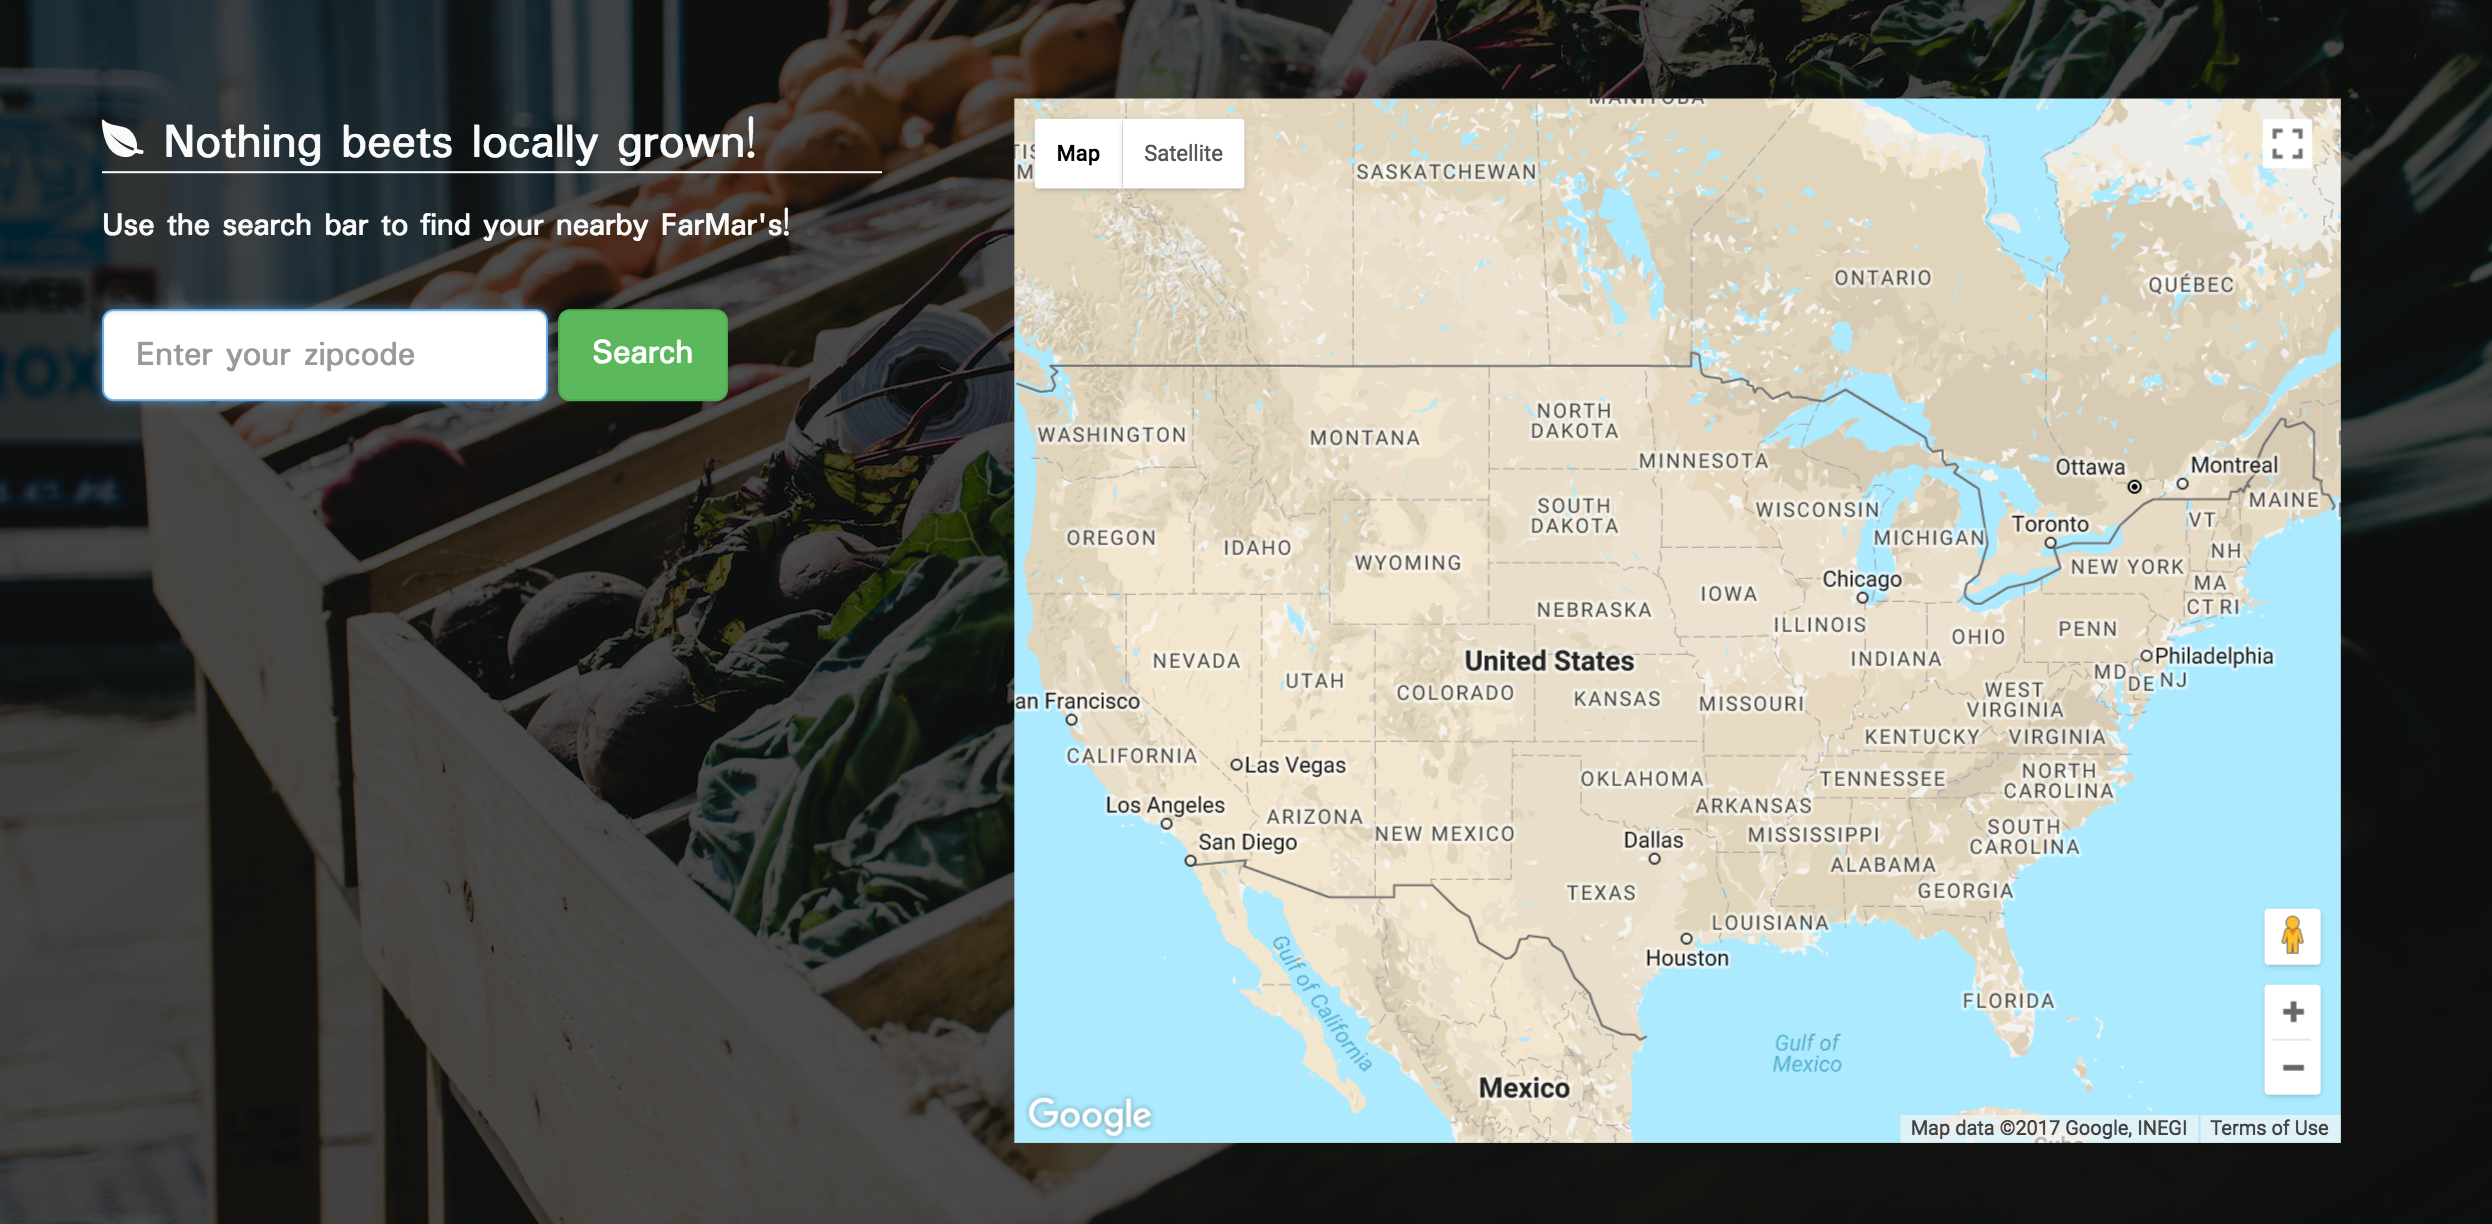 Nothing beets locally grown!
Use the search bar to find your nearby FarMar's!
Enter your zipcode
Search
Map
Satellite
MANITOBA
SASKATCHEWAN
ONTARIO
QUÉBEC
WASHINGTON
MONTANA
NORTH
DAKOTA
MINNESOTA
Ottawa
Montreal
MAINE
OREGON
IDAHO
WYOMING
SOUTH
DAKOTA
WISCONSIN
MICHIGAN
Toronto
VT
NH
NEW YORK
MA
CT RI
Chicago
IOWA
NEBRASKA
ILLINOIS
INDIANA
OHIO
PENN
Philadelphia
MD
DE
NJ
NEVADA
UTAH
United States
COLORADO
KANSAS
MISSOURI
WEST
VIRGINIA
KENTUCKY
VIRGINIA
an Francisco
CALIFORNIA
Las Vegas
OKLAHOMA
TENNESSEE
NORTH
CAROLINA
Los Angeles
ARIZONA
NEW MEXICO
ARKANSAS
MISSISSIPPI
SOUTH
CAROLINA
San Diego
Dallas
ALABAMA
TEXAS
GEORGIA
LOUISIANA
Houston
FLORIDA
Gulf of California
Gulf of
Mexico
Mexico
Google
Map data ©2017 Google, INEGI
Terms of Use